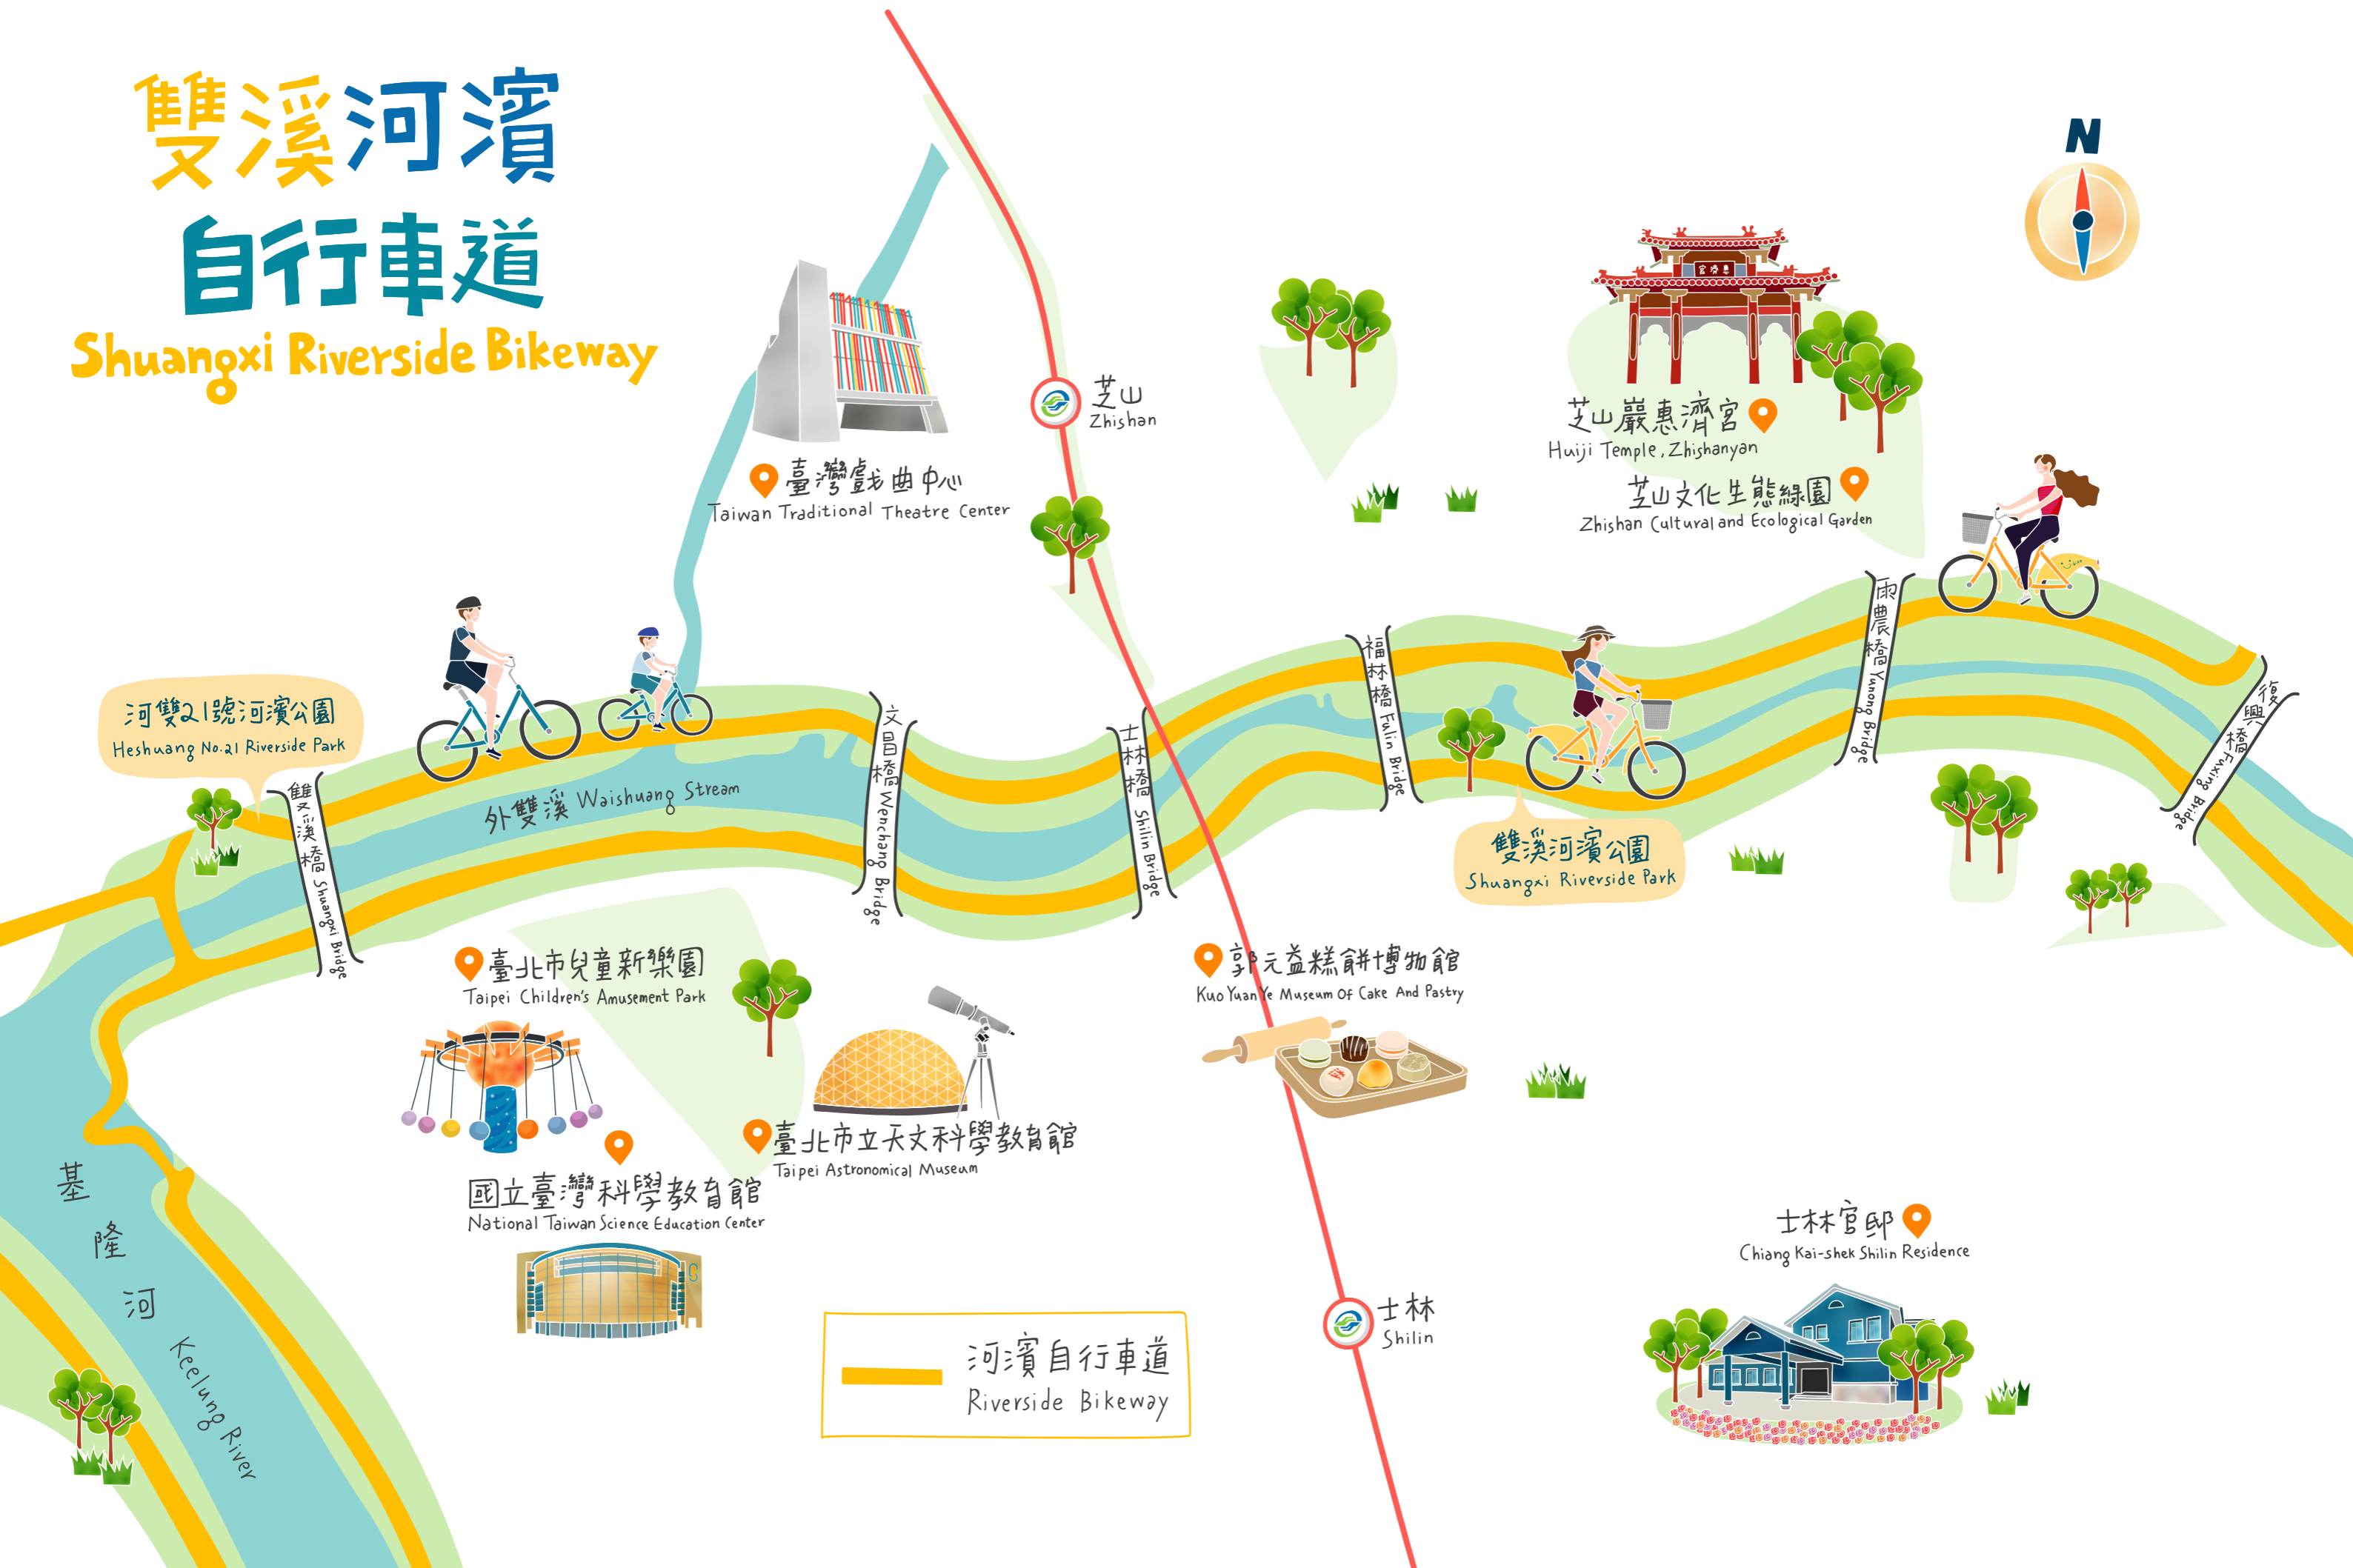 雙溪河濱
自行車道
Shuangxi Riverside Bikeway
N
芝山
Zhishan
惠濟宮
芝山巖惠濟宮
Huiji Temple, Zhishanyan
芝山文化生態綠園
Zhishan Cultural and Ecological Garden
臺灣戲曲中心
Taiwan Traditional Theatre Center
河雙21號河濱公園
Heshuang No.21 Riverside Park
雙溪橋 Shuangxi Bridge
外雙溪 Waishuang Stream
文昌橋 Wenchang Bridge
士林橋 Shilin Bridge
福林橋 Fulin Bridge
雨農橋 Yunong Bridge
復興橋 Fuxing Bridge
雙溪河濱公園
Shuangxi Riverside Park
臺北市兒童新樂園
Taipei Children's Amusement Park
郭元益糕餅博物館
Kuo Yuan Ye Museum Of Cake And Pastry
臺北市立天文科學教育館
Taipei Astronomical Museum
國立臺灣科學教育館
National Taiwan Science Education Center
基隆河 Keelung River
士林官邸
Chiang Kai-shek Shilin Residence
士林
Shilin
河濱自行車道
Riverside Bikeway